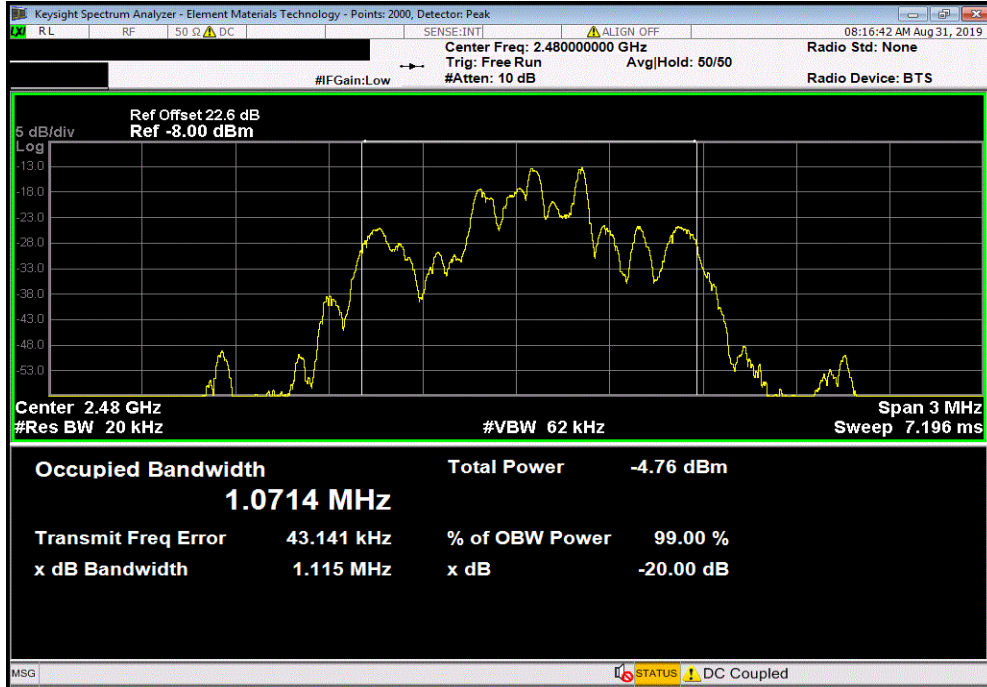 Keysight Spectrum Analyzer - Element Materials Technology - Points: 2000, Detector: Peak
LXI RL RF 50 Ω DC SENSE:INT ALIGN OFF 08:16:42 AM Aug 31, 2019
Center Freq: 2.480000000 GHz Radio Std: None
Trig: Free Run Avg|Hold: 50/50
#IFGain:Low #Atten: 10 dB Radio Device: BTS
Ref Offset 22.6 dB
5 dB/div Ref -8.00 dBm
Log
-13.0
-18.0
-23.0
-28.0
-33.0
-38.0
-43.0
-48.0
-53.0
Center 2.48 GHz Span 3 MHz
#Res BW 20 kHz #VBW 62 kHz Sweep 7.196 ms
Occupied Bandwidth Total Power -4.76 dBm
1.0714 MHz
Transmit Freq Error 43.141 kHz % of OBW Power 99.00 %
x dB Bandwidth 1.115 MHz x dB -20.00 dB
MSG STATUS DC Coupled